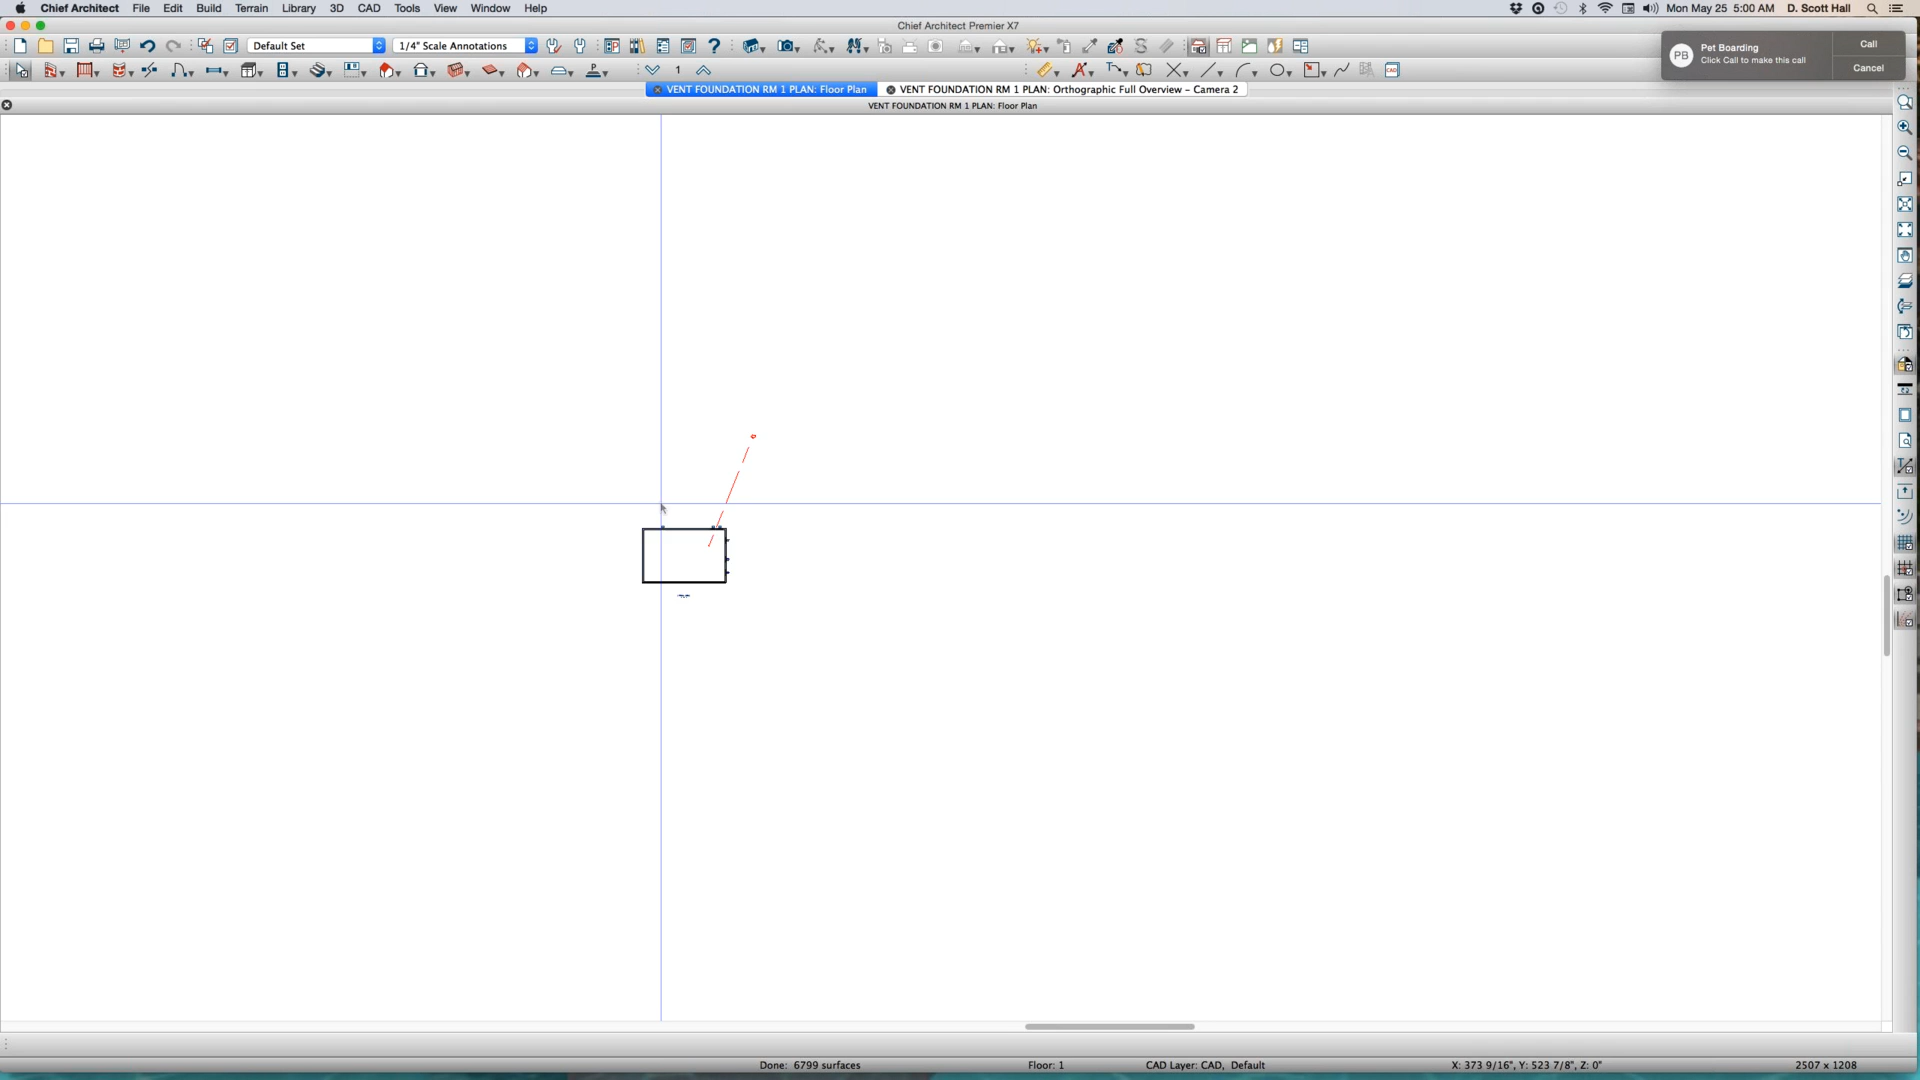 Chief Architect File Edit Build Terrain Library 3D CAD Tools View Window Help
Mon May 25 5:00 AM D. Scott Hall
Chief Architect Premier X7
Default Set
1/4" Scale Annotations
1
CAD
PB
Pet Boarding
Click Call to make this call
Call
Cancel
VENT FOUNDATION RM 1 PLAN: Floor Plan
VENT FOUNDATION RM 1 PLAN: Orthographic Full Overview - Camera 2
VENT FOUNDATION RM 1 PLAN: Floor Plan
Done: 6799 surfaces
Floor: 1
CAD Layer: CAD, Default
X: 373 9/16", Y: 523 7/8", Z: 0"
2507 x 1208